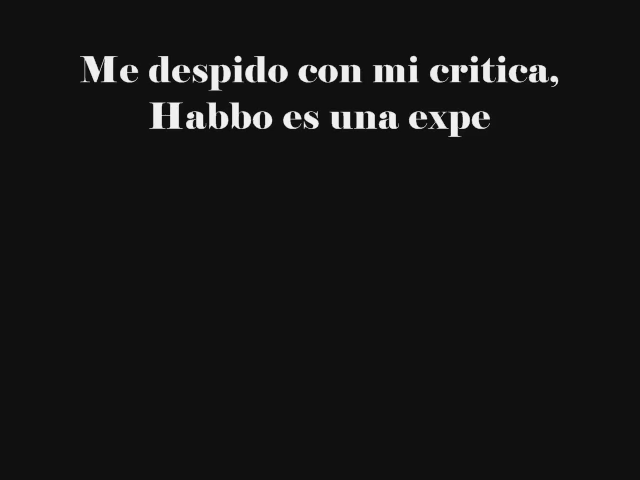 Me despido con mi critica,
Habbo es una expe